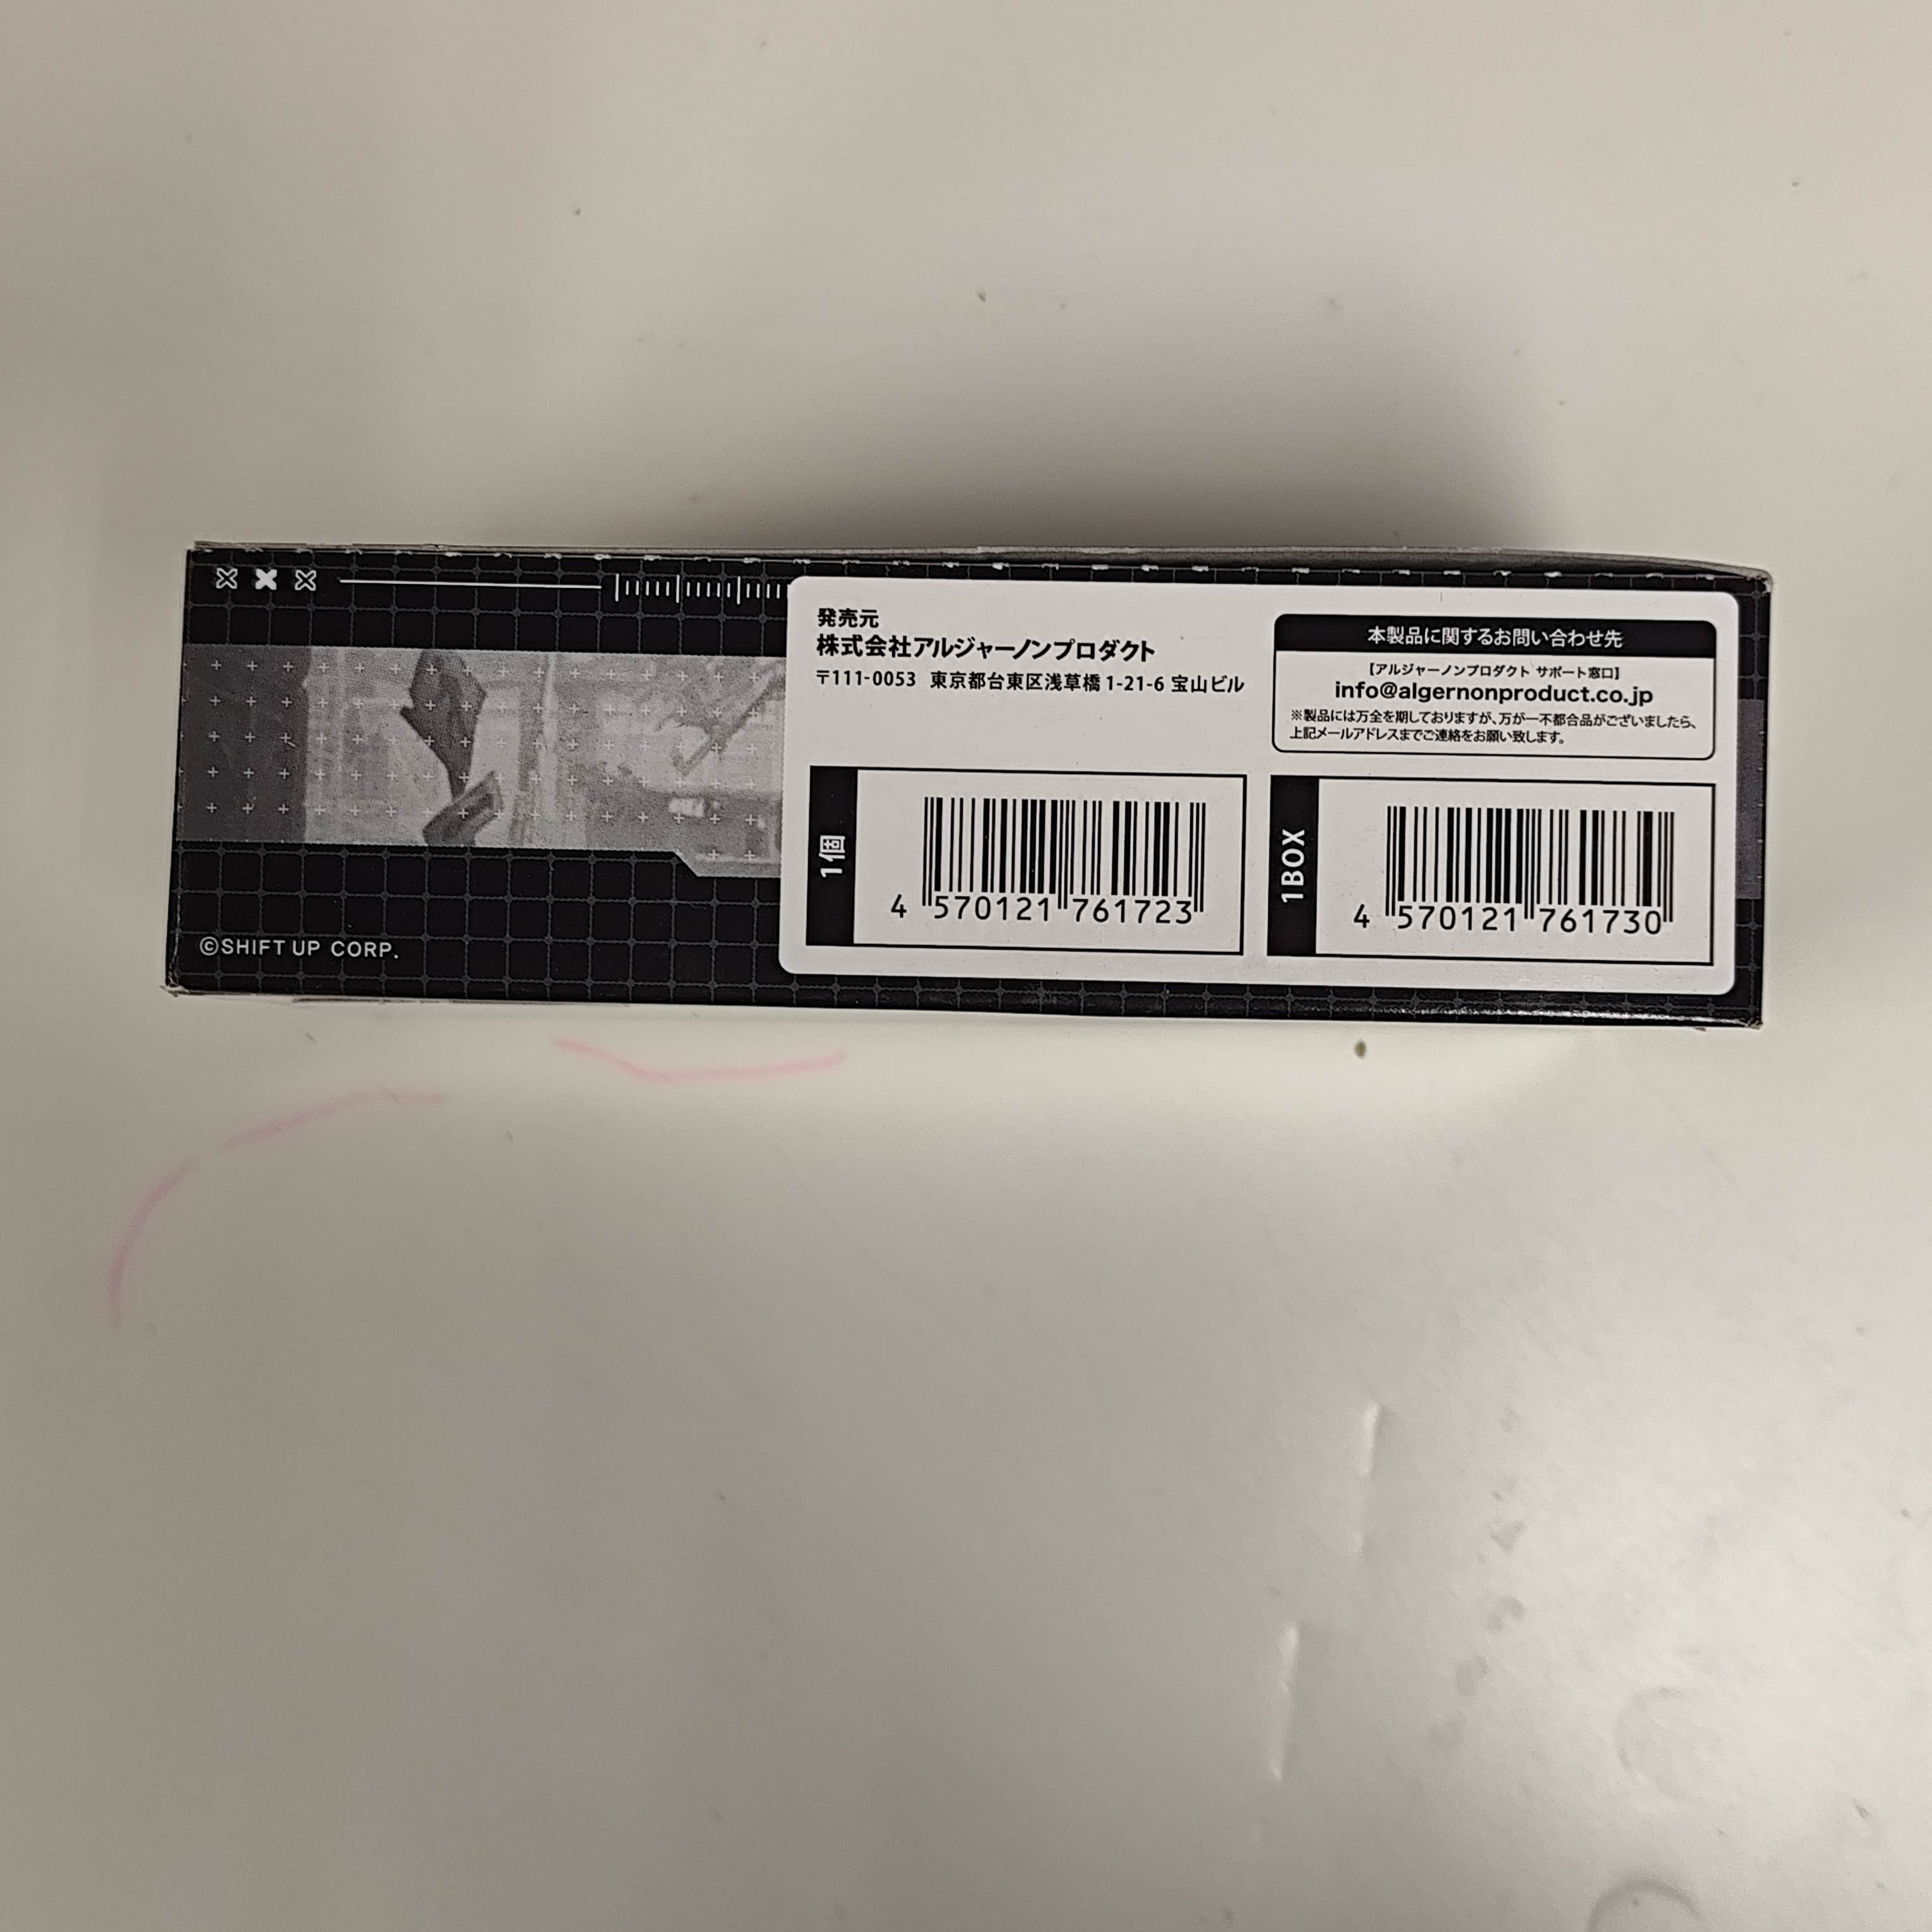 ©SHIFT UP CORP.
発売元
株式会社アルジャーノンプロダクト
〒111-0053 東京都台東区浅草橋1-21-6 宝山ビル
本製品に関するお問い合わせ先
【アルジャーノンプロダクト サポート窓口】
info@algernonproduct.co.jp
※製品には万全を期しておりますが、万が一不都合品がございましたら、
上記メールアドレスまでご連絡をお願い致します。
1個
4 570121 761723
1BOX
4 570121 761730